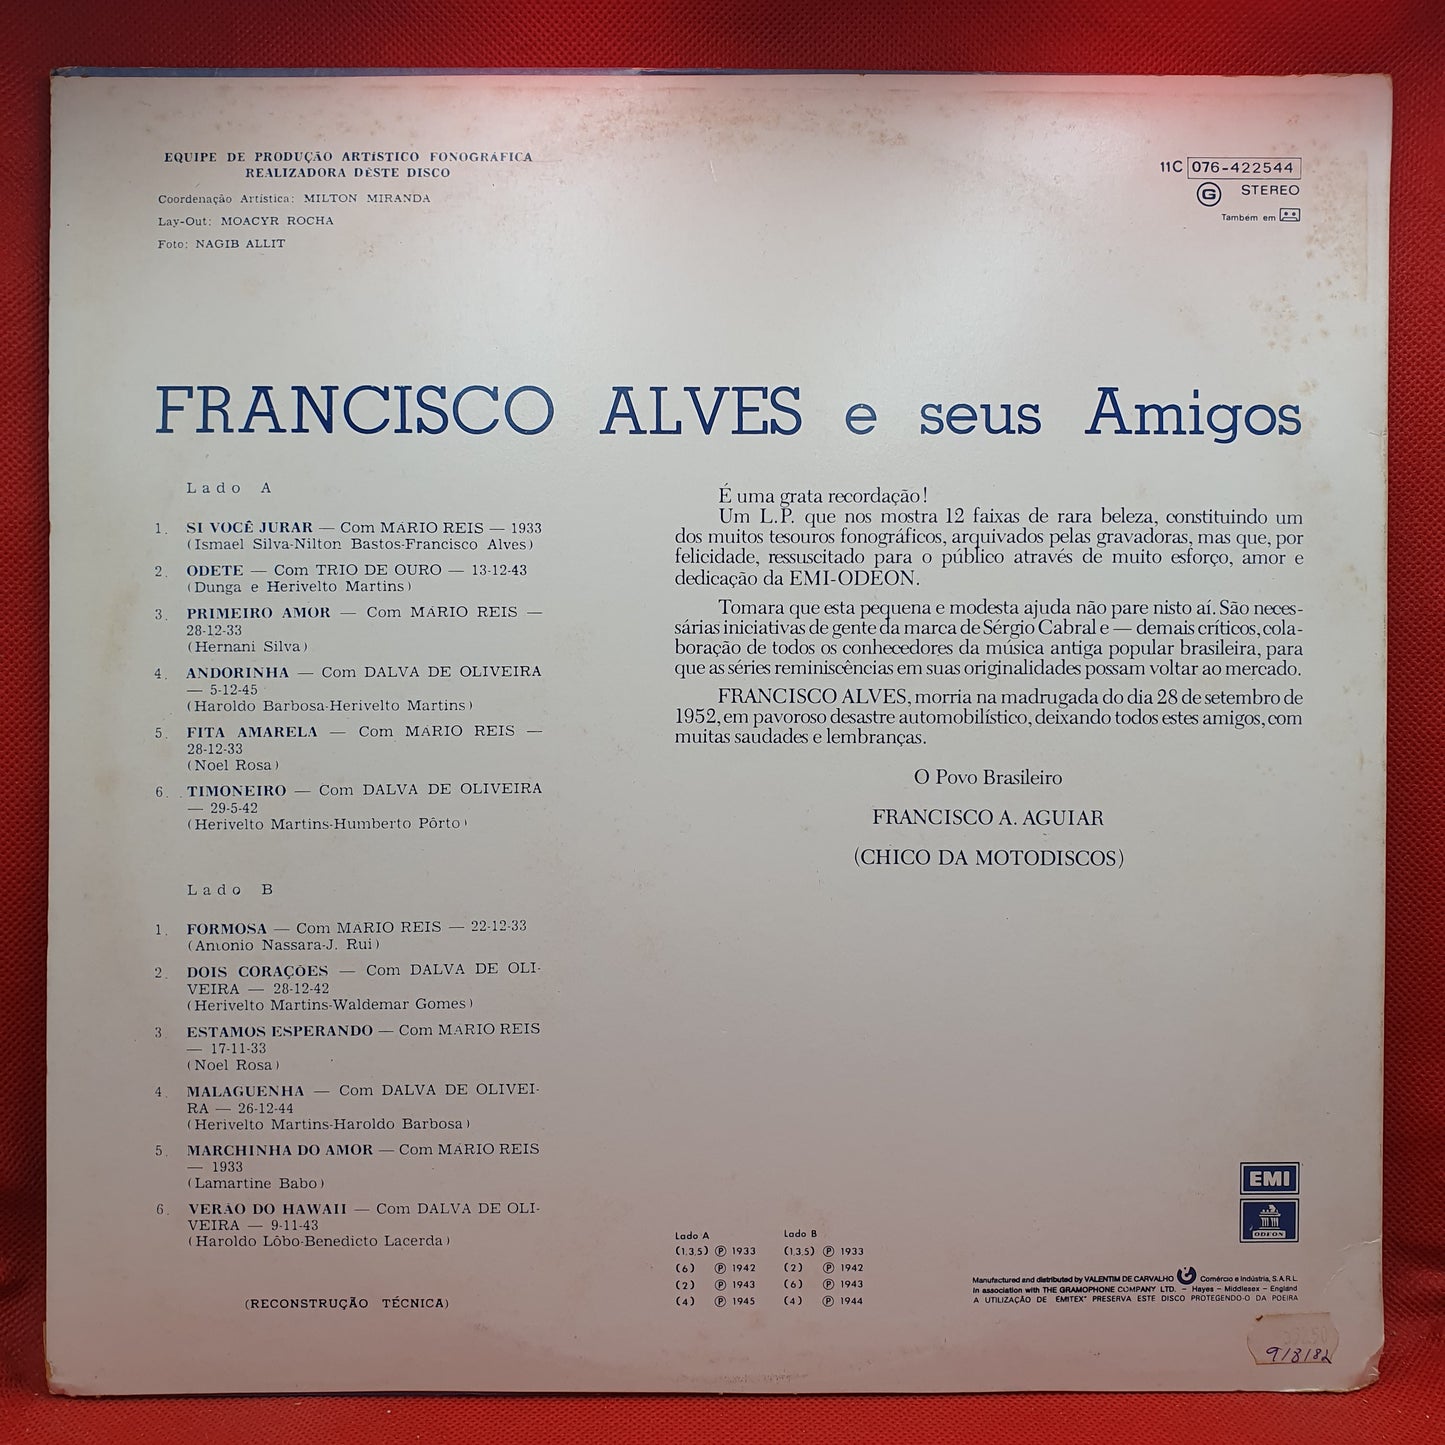 EQUIPE DE PRODUÇÃO ARTÍSTICO FONOGRÁFICA
REALIZADORA DÊSTE DISCO
Coordenação Artística: MILTON MIRANDA
Lay-Out: MOACYR ROCHA
Foto: NAGIB ALLIT
11C 076-422544
G STEREO
Também em
FRANCISCO ALVES e seus Amigos
Lado A
1. SI VOCÊ JURAR — Com MÁRIO REIS — 1933
(Ismael Silva-Nilton Bastos-Francisco Alves)
2. ODETE — Com TRIO DE OURO — 13-12-43
(Dunga e Herivelto Martins)
3. PRIMEIRO AMOR — Com MÁRIO REIS —
28-12-33
(Hernani Silva)
4. ANDORINHA — Com DALVA DE OLIVEIRA
— 5-12-45
(Haroldo Barbosa-Herivelto Martins)
5. FITA AMARELA — Com MÁRIO REIS —
28-12-33
(Noel Rosa)
6. TIMONEIRO — Com DALVA DE OLIVEIRA
— 29-5-42
(Herivelto Martins-Humberto Pôrto)
Lado B
1. FORMOSA — Com MÁRIO REIS — 22-12-33
(Antonio Nassara-J. Rui)
2. DOIS CORAÇÕES — Com DALVA DE OLI-
VEIRA — 28-12-42
(Herivelto Martins-Waldemar Gomes)
3 ESTAMOS ESPERANDO — Com MÁRIO REIS
— 17-11-33
(Noel Rosa)
4. MALAGUENHA — Com DALVA DE OLIVEI-
RA — 26-12-44
(Herivelto Martins-Haroldo Barbosa)
5. MARCHINHA DO AMOR — Com MÁRIO REIS
— 1933
(Lamartine Babo)
6. VERÃO DO HAWAII — Com DALVA DE OLI-
VEIRA — 9-11-43
(Haroldo Lôbo-Benedicto Lacerda)
(RECONSTRUÇÃO TÉCNICA)
É uma grata recordação!
Um L.P. que nos mostra 12 faixas de rara beleza, constituindo um
dos muitos tesouros fonográficos, arquivados pelas gravadoras, mas que, por
felicidade, ressuscitado para o público através de muito esforço, amor e
dedicação da EMI-ODEON.
Tomara que esta pequena e modesta ajuda não pare nisto aí. São neces-
sárias iniciativas de gente da marca de Sérgio Cabral e — demais críticos, cola-
boração de todos os conhecedores da música antiga popular brasileira, para
que as séries reminiscências em suas originalidades possam voltar ao mercado.
FRANCISCO ALVES, morria na madrugada do dia 28 de setembro de
1952, em pavoroso desastre automobilístico, deixando todos estes amigos, com
muitas saudades e lembranças.
O Povo Brasileiro
FRANCISCO A. AGUIAR
(CHICO DA MOTODISCOS)
Lado A Lado B
(1.3.5) ℗ 1933 (1.3.5) ℗ 1933
(6) ℗ 1942 (2) ℗ 1942
(2) ℗ 1943 (6) ℗ 1943
(4) ℗ 1945 (4) ℗ 1944
EMI
ODEON
Manufactured and distributed by VALENTIM DE CARVALHO Comércio e Indústria, S.A.R.L.
In association with THE GRAMOPHONE COMPANY LTD. – Hayes – Middlesex – England
A UTILIZAÇÃO DE EMITEX* PRESERVA ESTE DISCO PROTEGENDO-O DA POEIRA
9/8/82